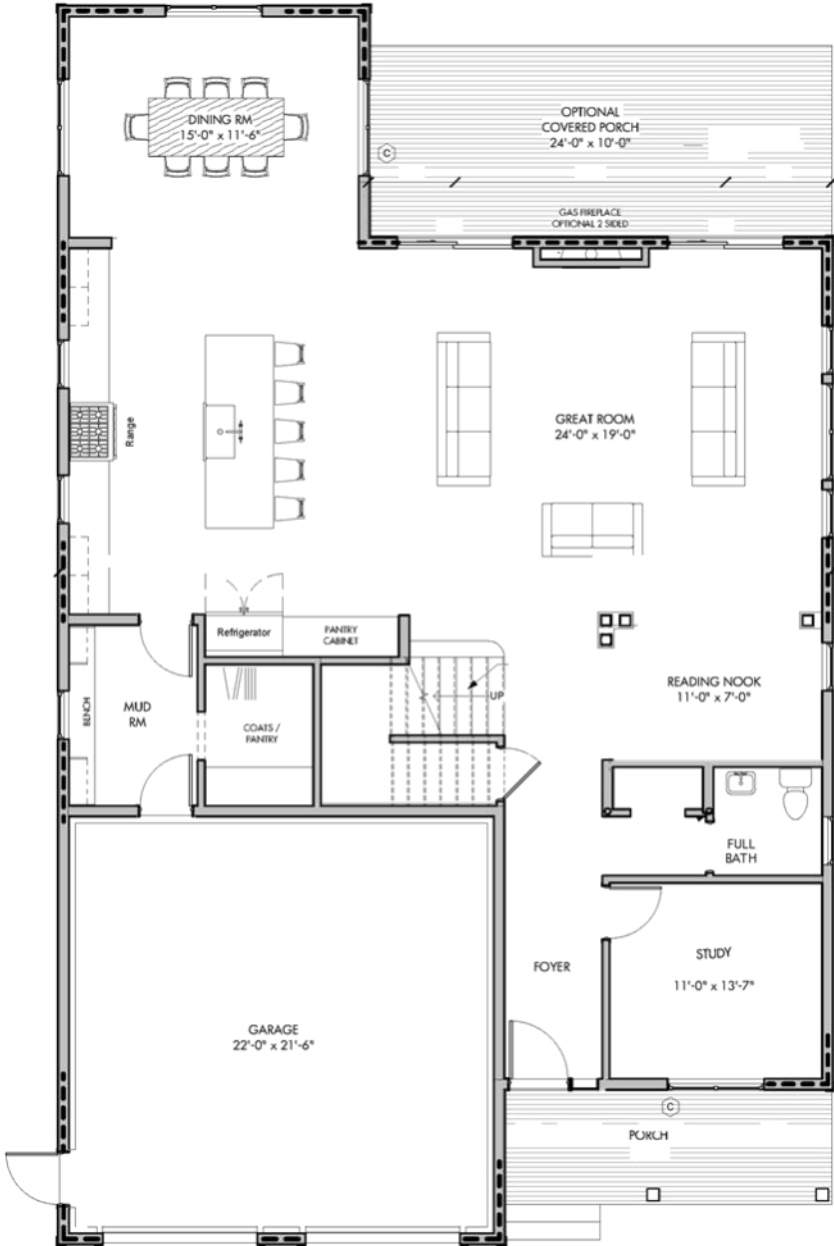 DINING RM
15'-0" x 11'-6"
OPTIONAL
COVERED PORCH
24'-0" x 10'-0"
C
GAS FIREPLACE
OPTIONAL 2 SIDED
Range
GREAT ROOM
24'-0" x 19'-0"
Refrigerator
PANTRY
CABINET
UP
READING NOOK
11'-0" x 7'-0"
BENCH
MUD
RM
COATS /
PANTRY
FULL
BATH
FOYER
STUDY
11'-0" x 13'-7"
GARAGE
22'-0" x 21'-6"
C
PORCH